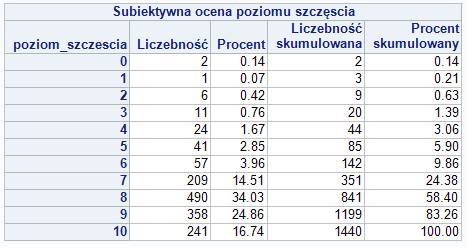 Subiektywna ocena poziomu szczęscia
poziom_szczescia Liczebność Procent Liczebność skumulowana Procent skumulowany
0 2 0.14 2 0.14
1 1 0.07 3 0.21
2 6 0.42 9 0.63
3 11 0.76 20 1.39
4 24 1.67 44 3.06
5 41 2.85 85 5.90
6 57 3.96 142 9.86
7 209 14.51 351 24.38
8 490 34.03 841 58.40
9 358 24.86 1199 83.26
10 241 16.74 1440 100.00